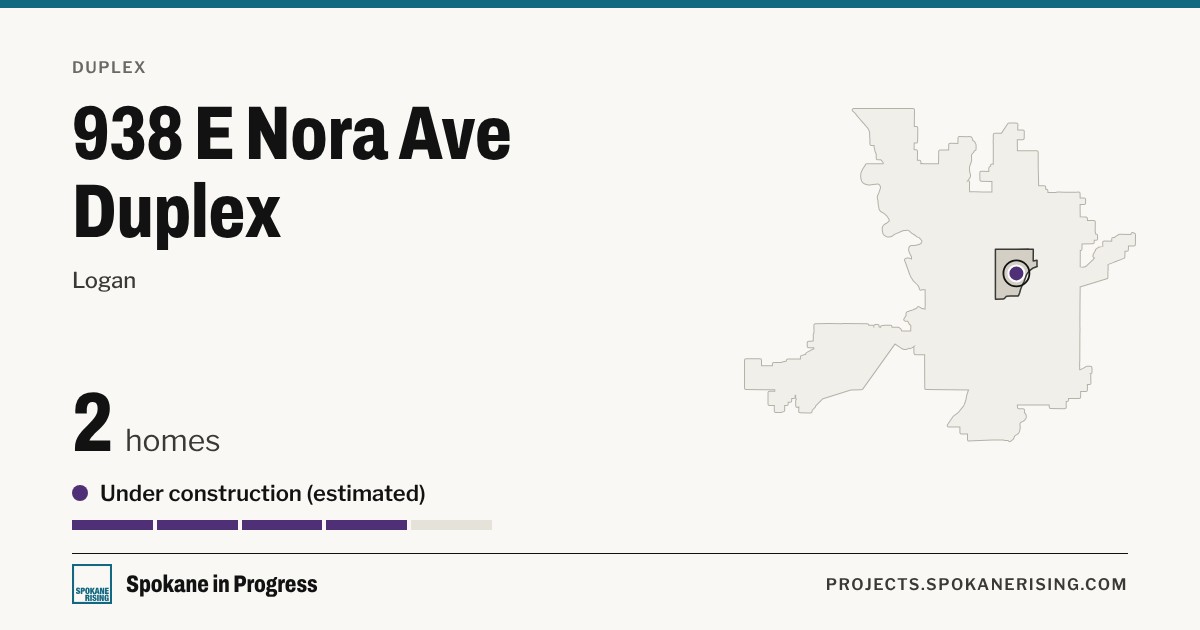 DUPLEX
938 E Nora Ave
Duplex
Logan
2 homes
Under construction (estimated)
SPOKANE
RISING
Spokane in Progress
PROJECTS.SPOKANERISING.COM